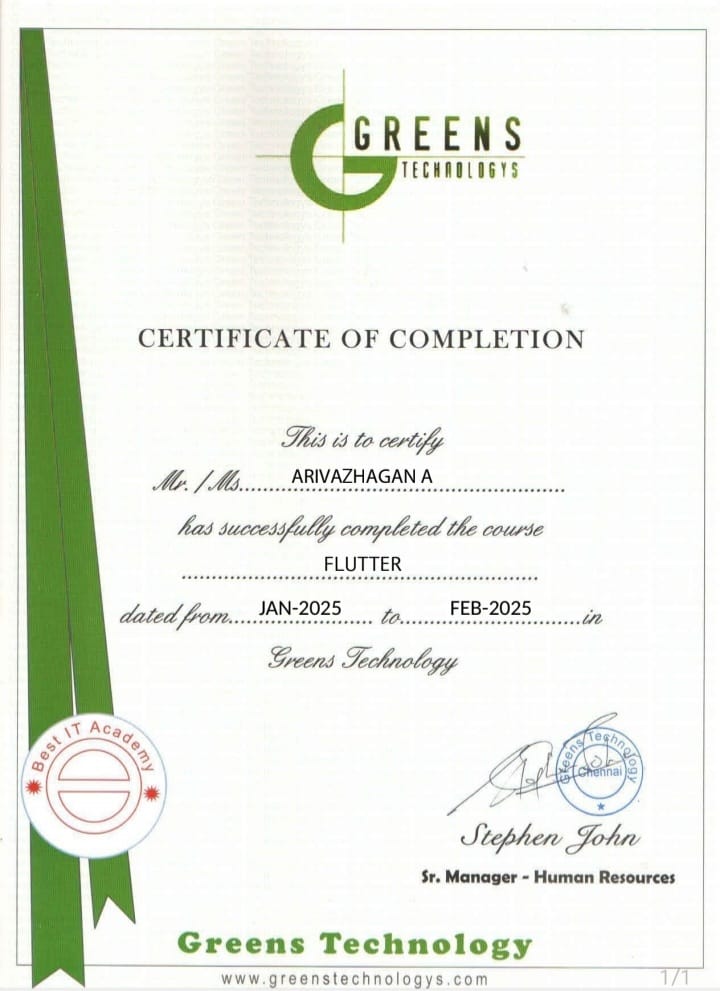 GREENS
TECHNOLOGYS
CERTIFICATE OF COMPLETION
This is to certify
Mr. / Ms. ARIVAZHAGAN A
has successfully completed the course
FLUTTER
dated from JAN-2025 to FEB-2025 in
Greens Technology
Best IT Academy
Greens Technology
Chennai
Stephen John
Sr. Manager - Human Resources
Greens Technology
www.greenstechnologys.com
1/1